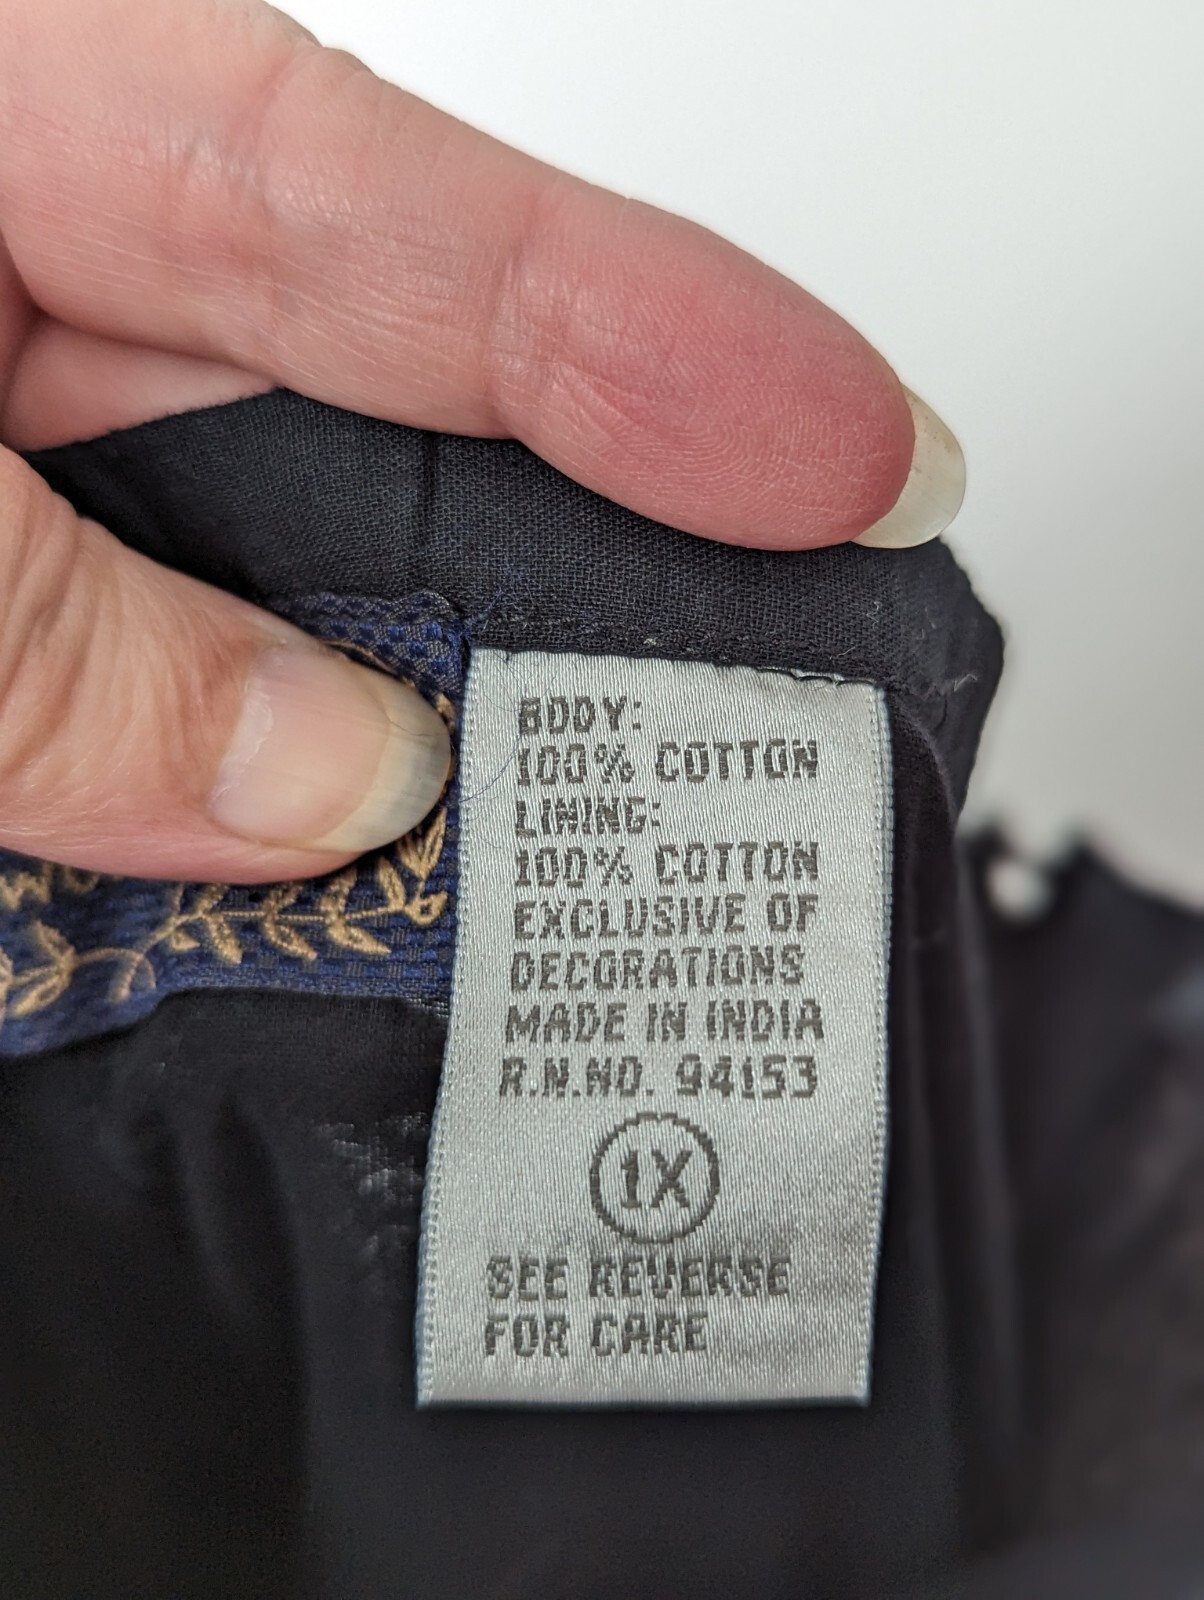 BODY:
100% COTTON
LINING:
100% COTTON
EXCLUSIVE OF
DECORATIONS
MADE IN INDIA
R.N.NO. 94153
1X
SEE REVERSE
FOR CARE